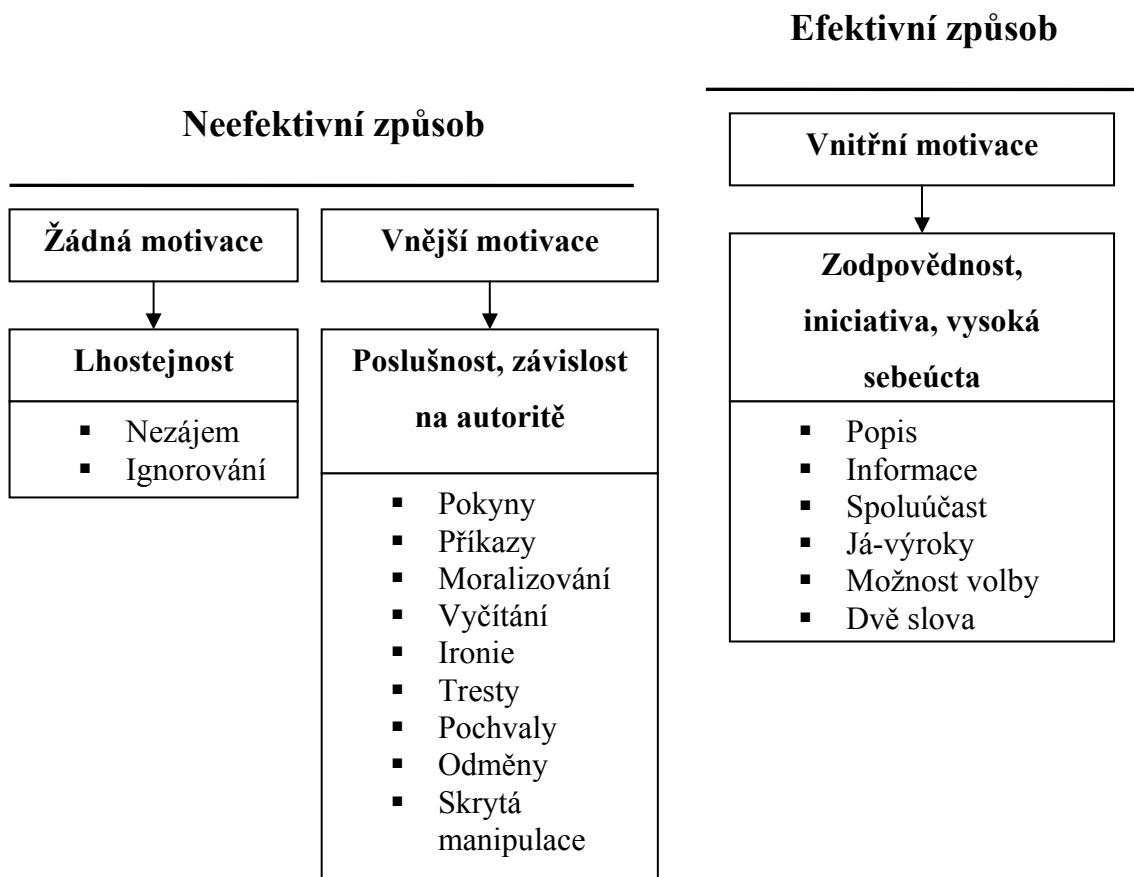 Efektivní způsob
Neefektivní způsob
Žádná motivace
Lhostejnost
▪ Nezájem
▪ Ignorování
Vnější motivace
Poslušnost, závislost
na autoritě
▪ Pokyny
▪ Příkazy
▪ Moralizování
▪ Vyčítání
▪ Ironie
▪ Tresty
▪ Pochvaly
▪ Odměny
▪ Skrytá
manipulace
Vnitřní motivace
Zodpovědnost,
iniciativa, vysoká
sebeúcta
▪ Popis
▪ Informace
▪ Spoluúčast
▪ Já-výroky
▪ Možnost volby
▪ Dvě slova